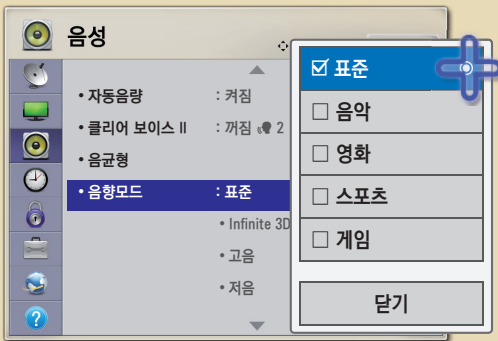 음성
• 자동음량 : 켜짐
• 클리어 보이스 II : 꺼짐 2
• 음균형
• 음향모드 : 표준
• Infinite 3D
• 고음
• 저음
?
☑ 표준
☐ 음악
☐ 영화
☐ 스포츠
☐ 게임
닫기